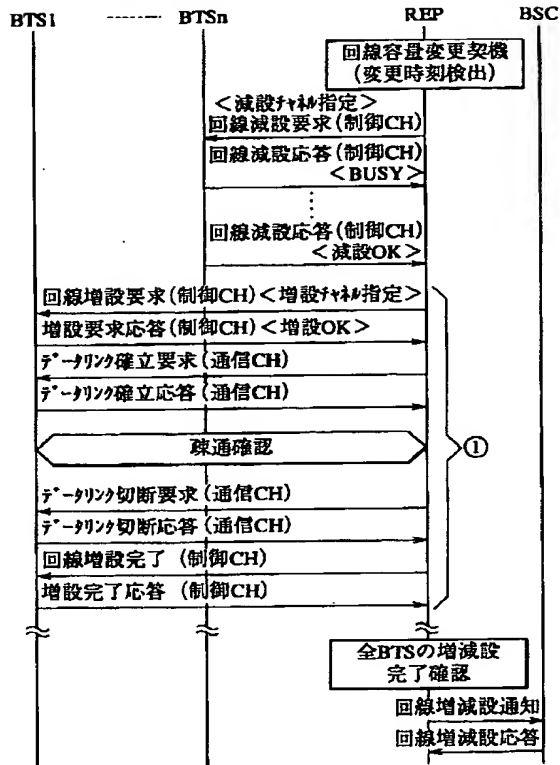 BTS1 -------- BTSn REP BSC
回線容量変更契機
(変更時刻検出)
<減設ﾁｬﾈﾙ指定>
回線減設要求(制御CH)
回線減設応答(制御CH)
<BUSY>
回線減設応答(制御CH)
<減設OK>
回線増設要求(制御CH)<増設ﾁｬﾈﾙ指定>
増設要求応答(制御CH)<増設OK>
ﾃﾞｰﾀﾘﾝｸ確立要求(通信CH)
ﾃﾞｰﾀﾘﾝｸ確立応答(通信CH)
疎通確認
①
ﾃﾞｰﾀﾘﾝｸ切断要求(通信CH)
ﾃﾞｰﾀﾘﾝｸ切断応答(通信CH)
回線増設完了(制御CH)
増設完了応答(制御CH)
全BTSの増減設
完了確認
回線増減設通知
回線増減設応答